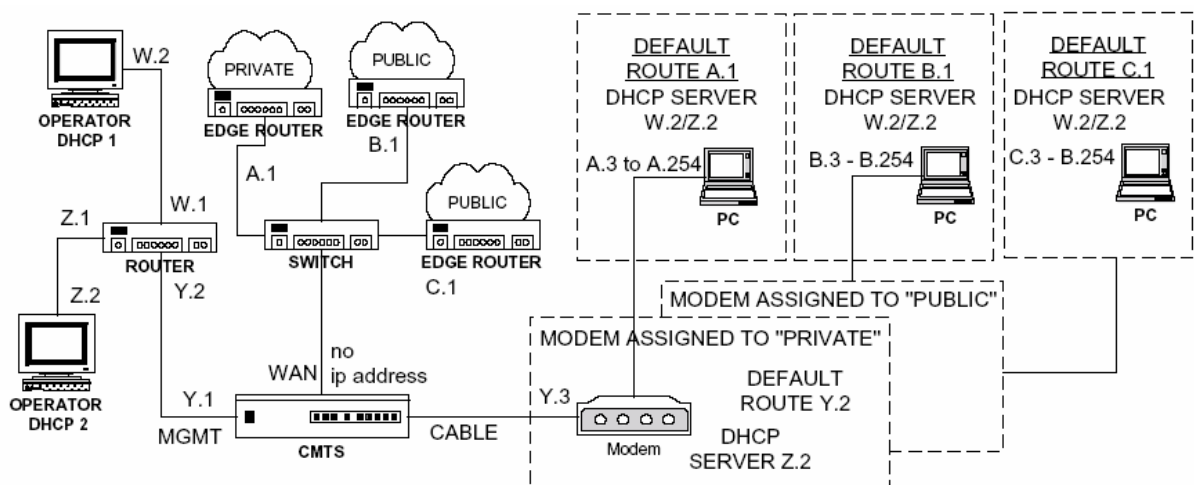 W.2
OPERATOR
DHCP 1
PRIVATE
EDGE ROUTER
A.1
PUBLIC
EDGE ROUTER
B.1
Z.1
W.1
ROUTER
Y.2
SWITCH
PUBLIC
EDGE ROUTER
C.1
Z.2
OPERATOR
DHCP 2
Y.1
MGMT
WAN
no
ip address
CMTS
CABLE
DEFAULT
ROUTE A.1
DHCP SERVER
W.2/Z.2
A.3 to A.254
PC
DEFAULT
ROUTE B.1
DHCP SERVER
W.2/Z.2
B.3 - B.254
PC
DEFAULT
ROUTE C.1
DHCP SERVER
W.2/Z.2
C.3 - B.254
PC
MODEM ASSIGNED TO "PUBLIC"
MODEM ASSIGNED TO "PRIVATE"
Y.3
Modem
DEFAULT
ROUTE Y.2
DHCP
SERVER Z.2